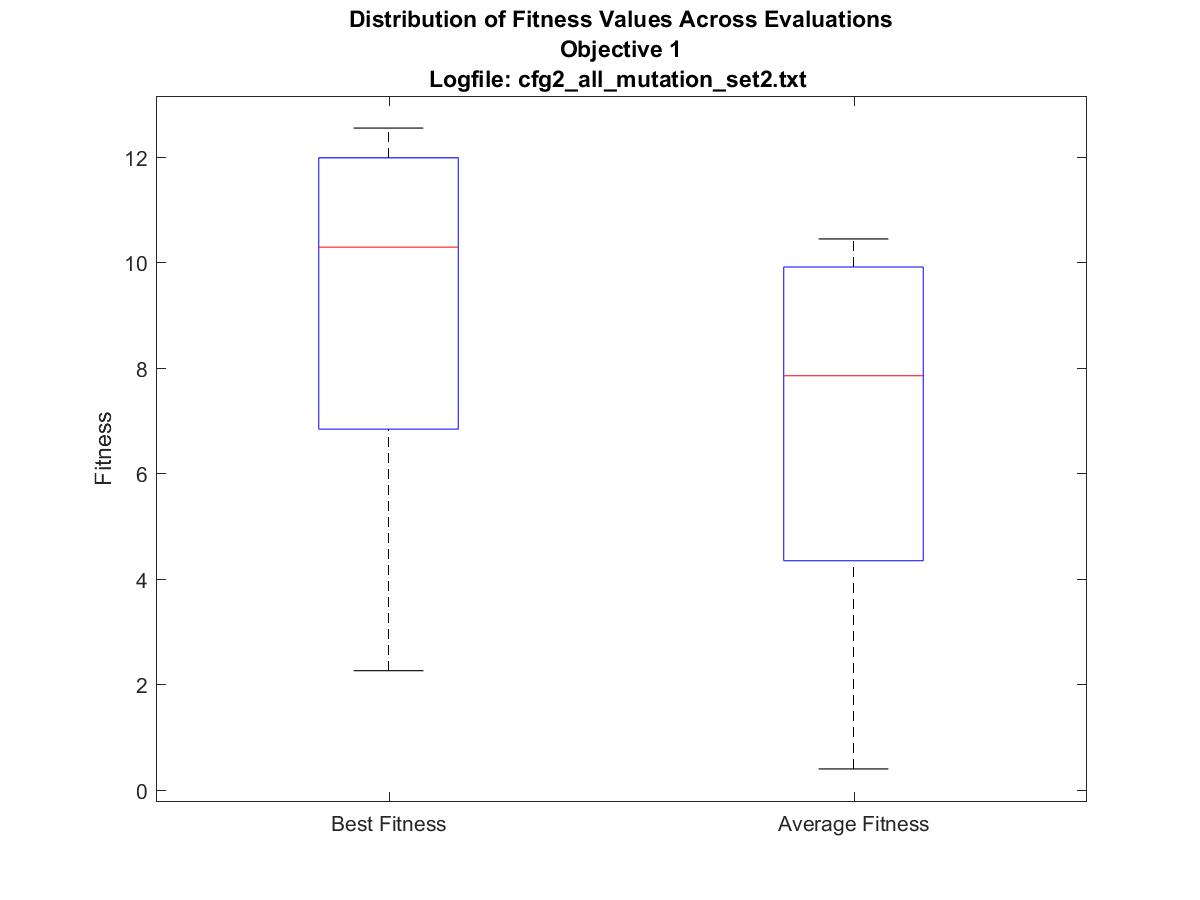 Distribution of Fitness Values Across Evaluations
Objective 1
Logfile: cfg2_all_mutation_set2.txt
12
10
8
6
4
2
0
Fitness
Best Fitness
Average Fitness